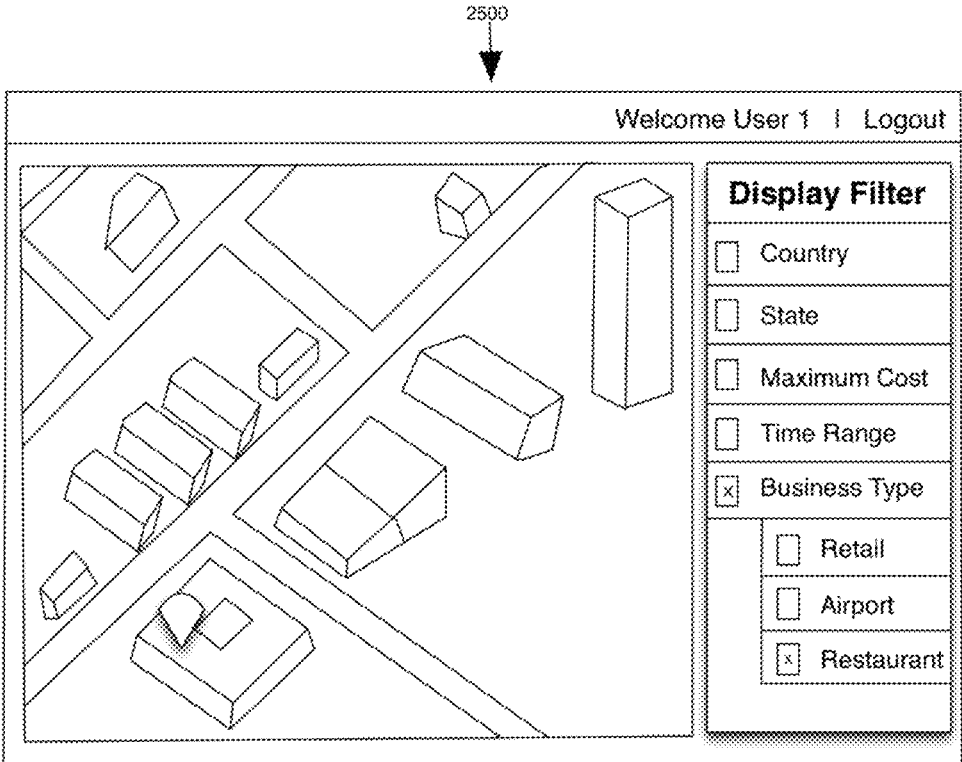 2500
Welcome User 1 | Logout
Display Filter
Country
State
Maximum Cost
Time Range
x Business Type
Retail
Airport
x Restaurant